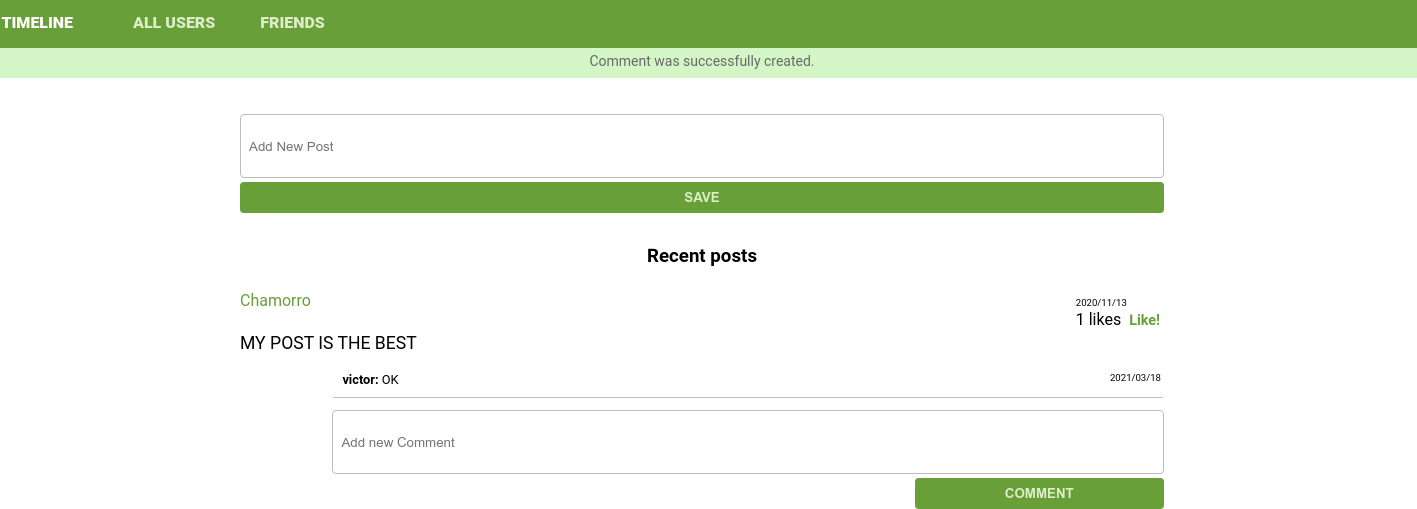 TIMELINE ALL USERS FRIENDS
Comment was successfully created.
Add New Post
SAVE
Recent posts
Chamorro 2020/11/13
1 likes Like!
MY POST IS THE BEST
victor: OK 2021/03/18
Add new Comment
COMMENT